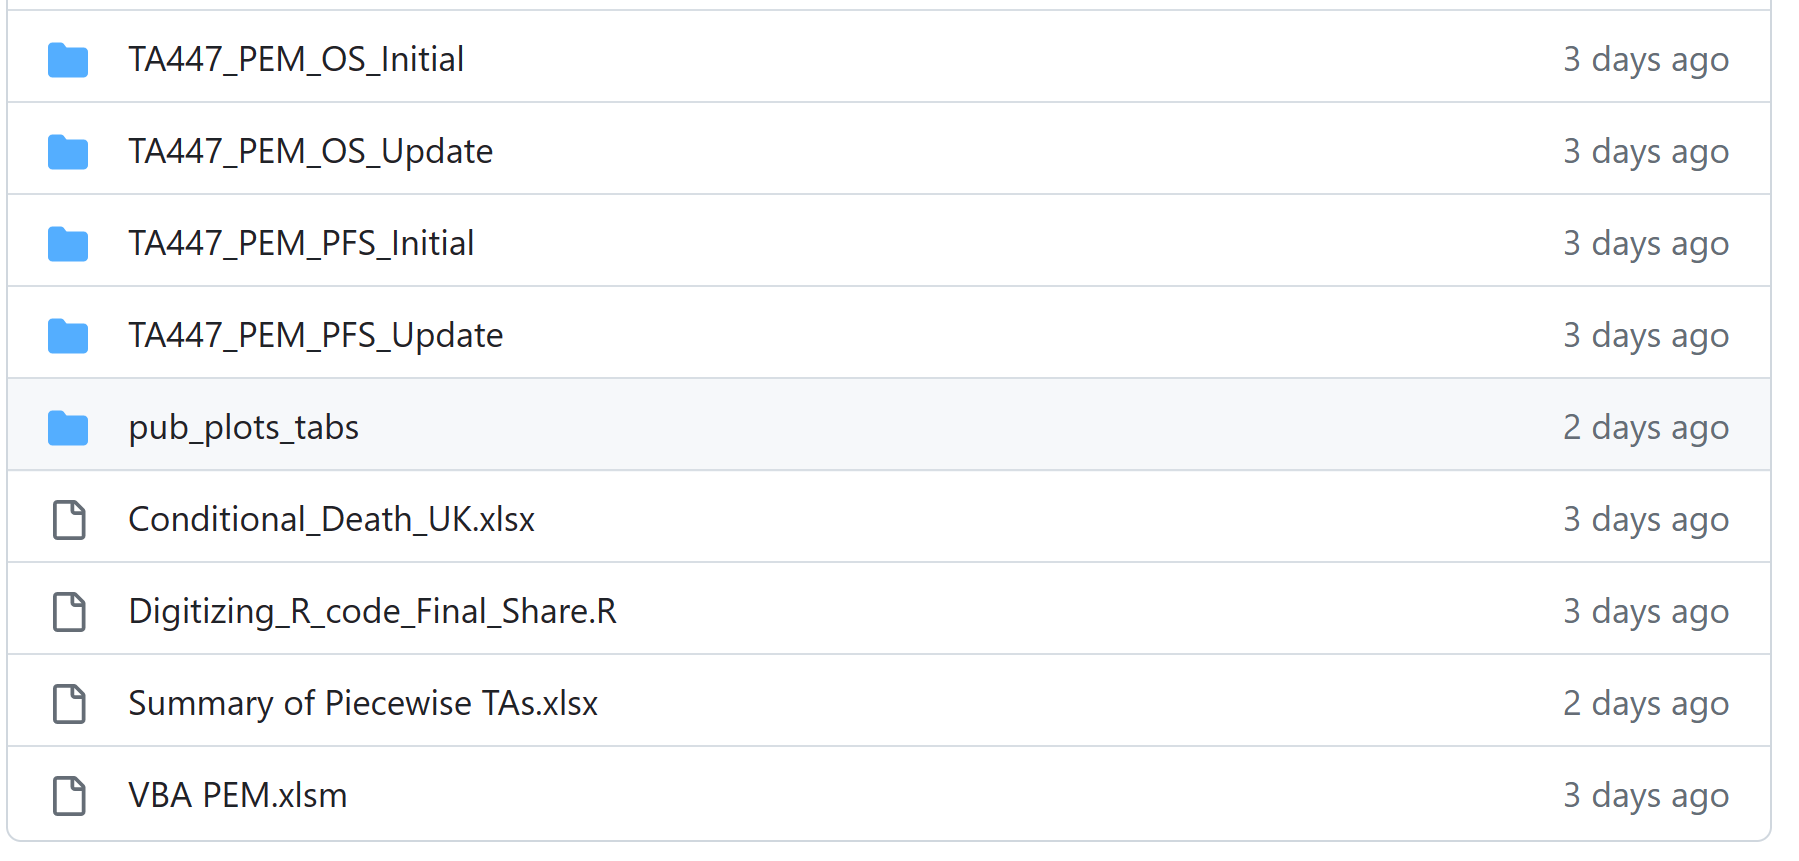 TA447_PEM_OS_Initial 3 days ago
TA447_PEM_OS_Update 3 days ago
TA447_PEM_PFS_Initial 3 days ago
TA447_PEM_PFS_Update 3 days ago
pub_plots_tabs 2 days ago
Conditional_Death_UK.xlsx 3 days ago
Digitizing_R_code_Final_Share.R 3 days ago
Summary of Piecewise TAs.xlsx 2 days ago
VBA PEM.xlsm 3 days ago